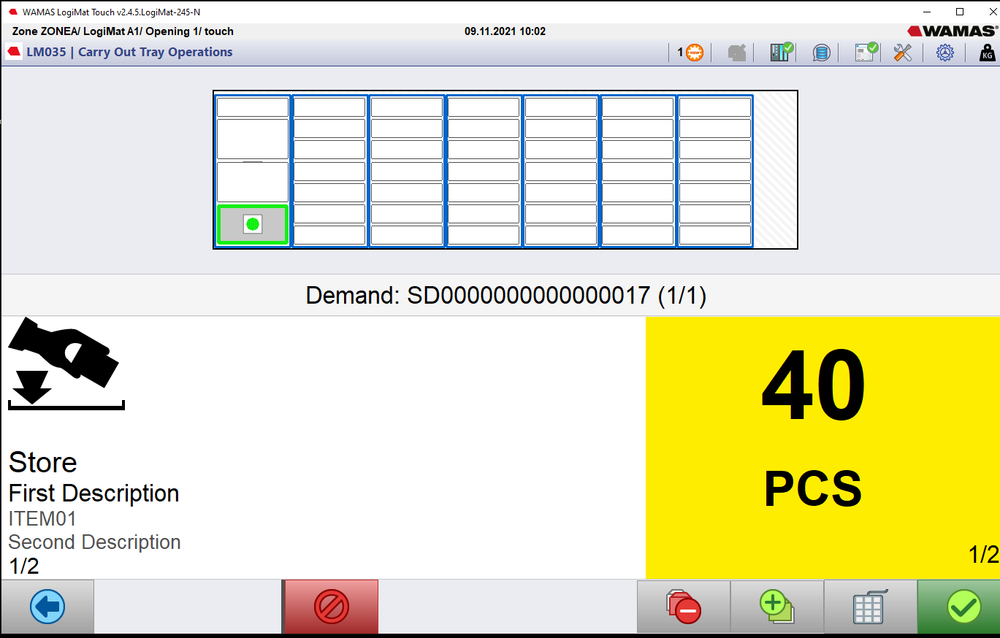 WAMAS LogiMat Touch v2.4.5.LogiMat-245-N
Zone ZONEA/ LogiMat A1/ Opening 1/ touch
09.11.2021 10:02
WAMAS®
LM035 | Carry Out Tray Operations
1
new
KG
Demand: SD0000000000000017 (1/1)
40
PCS
1/2
Store
First Description
ITEM01
Second Description
1/2